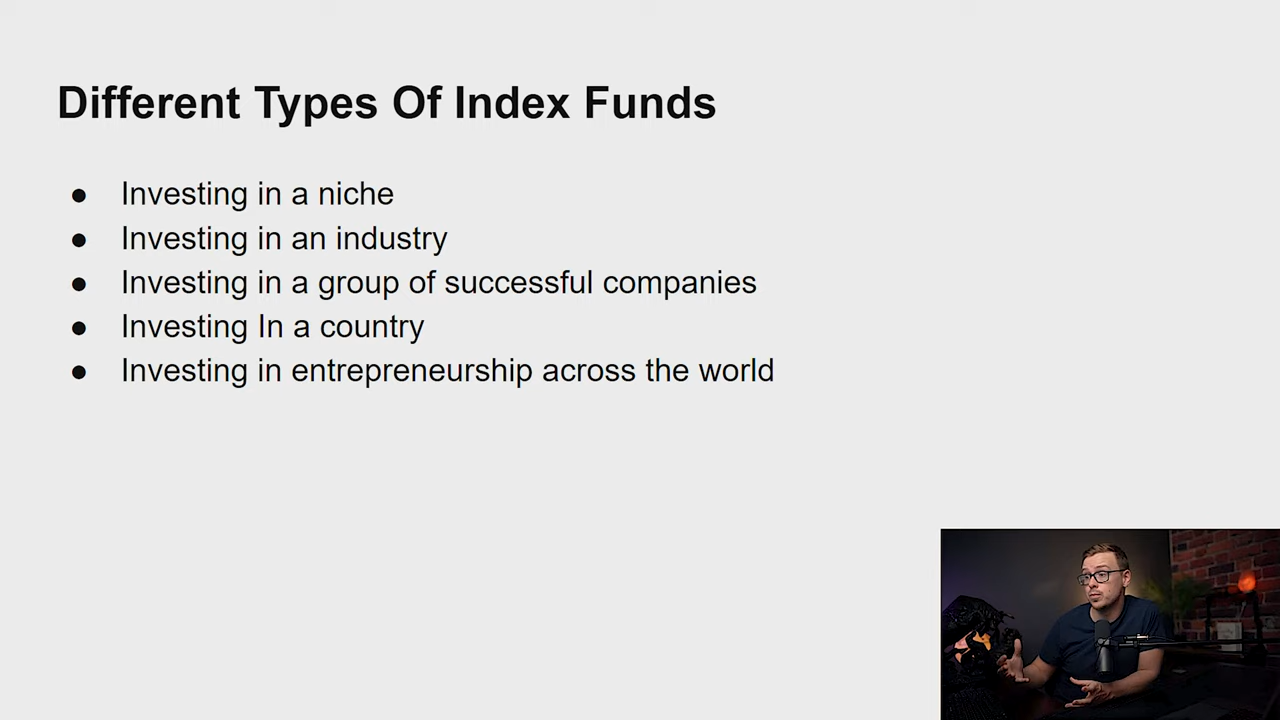 Different Types Of Index Funds
● Investing in a niche
● Investing in an industry
● Investing in a group of successful companies
● Investing In a country
● Investing in entrepreneurship across the world